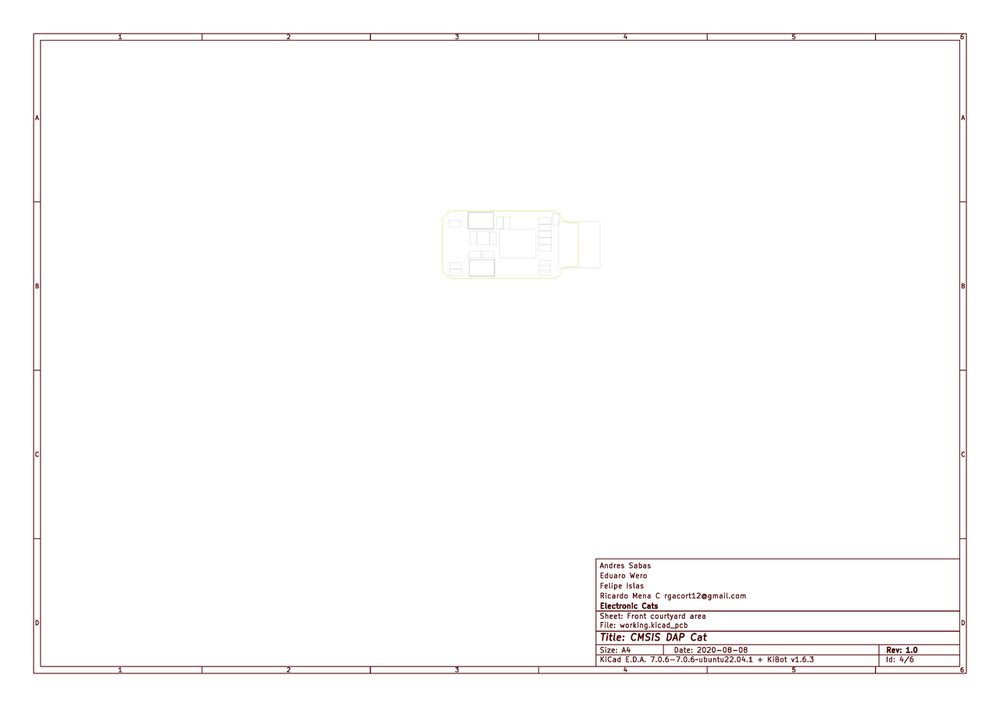 1 2 3 4 5 6
A A
B B
C C
Andres Sabas
Eduaro Wero
Felipe Islas
Ricardo Mena C rgacort12@gmail.com
Electronic Cats
D D
Sheet: Front courtyard area
File: working.kicad_pcb
Title: CMSIS DAP Cat
Size: A4 Date: 2020-08-08 Rev: 1.0
KiCad E.D.A. 7.0.6-7.0.6~ubuntu22.04.1 + KiBot v1.6.3 Id: 4/6
1 2 3 4 5 6